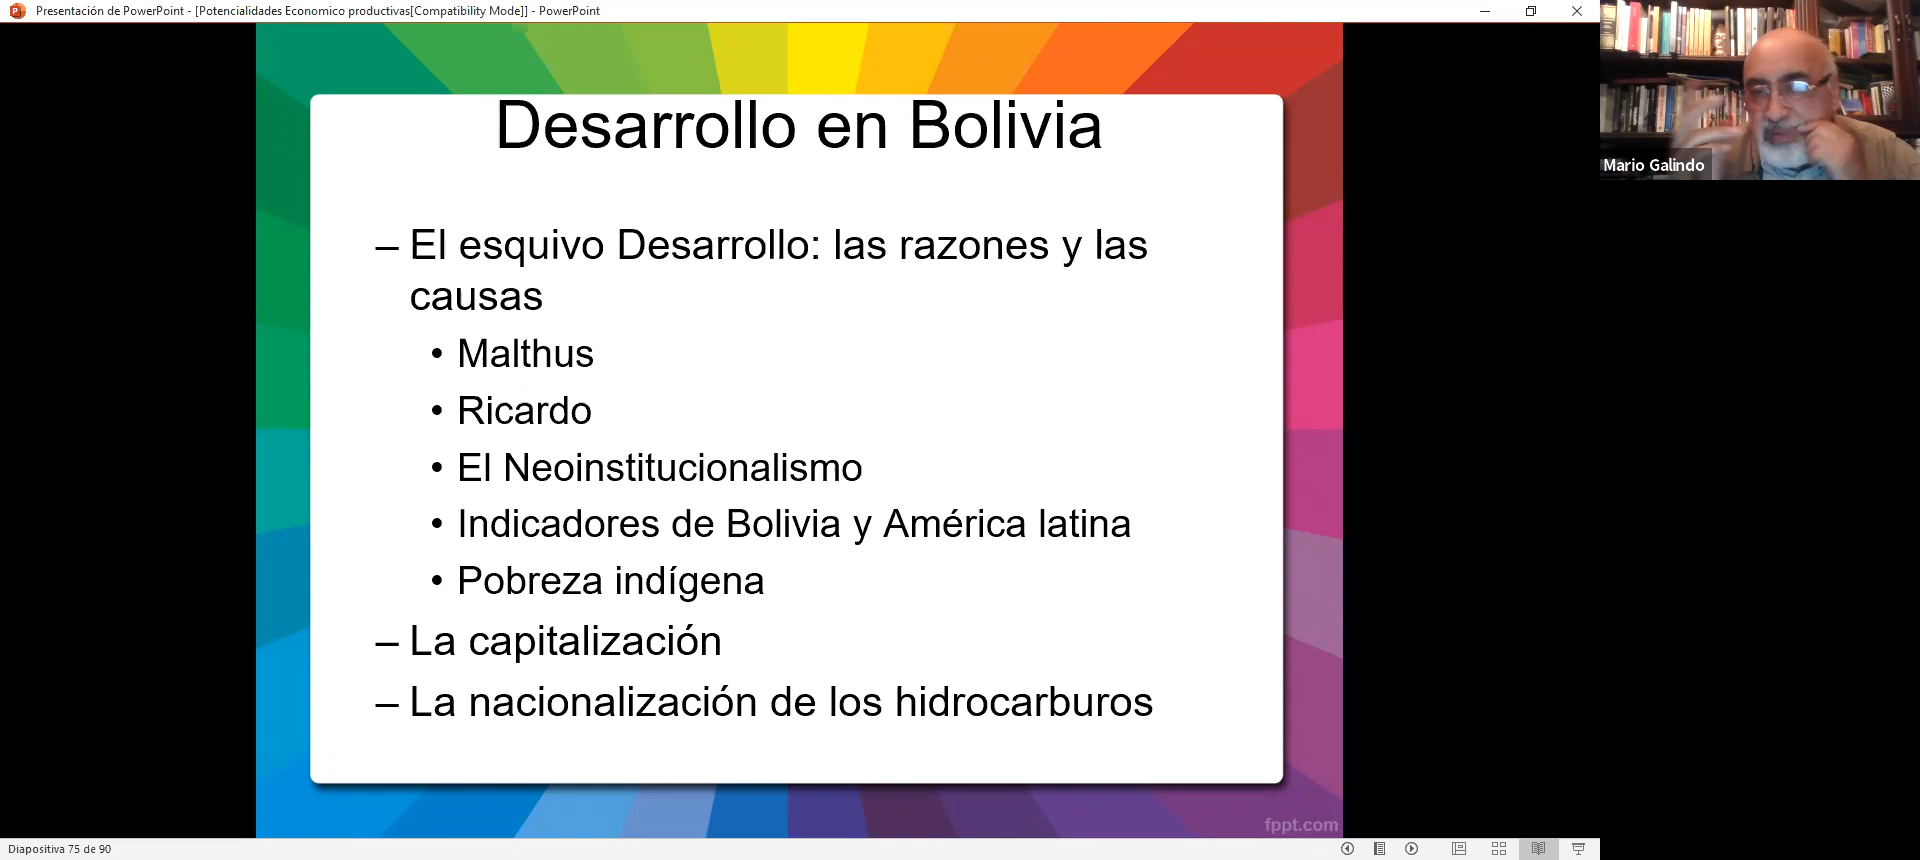 Presentación de PowerPoint - [Potencialidades Economico productivas[Compatibility Mode]] - PowerPoint
Mario Galindo
Desarrollo en Bolivia
– El esquivo Desarrollo: las razones y las
causas
• Malthus
• Ricardo
• El Neoinstitucionalismo
• Indicadores de Bolivia y América latina
• Pobreza indígena
– La capitalización
– La nacionalización de los hidrocarburos
fppt.com
Diapositiva 75 de 90